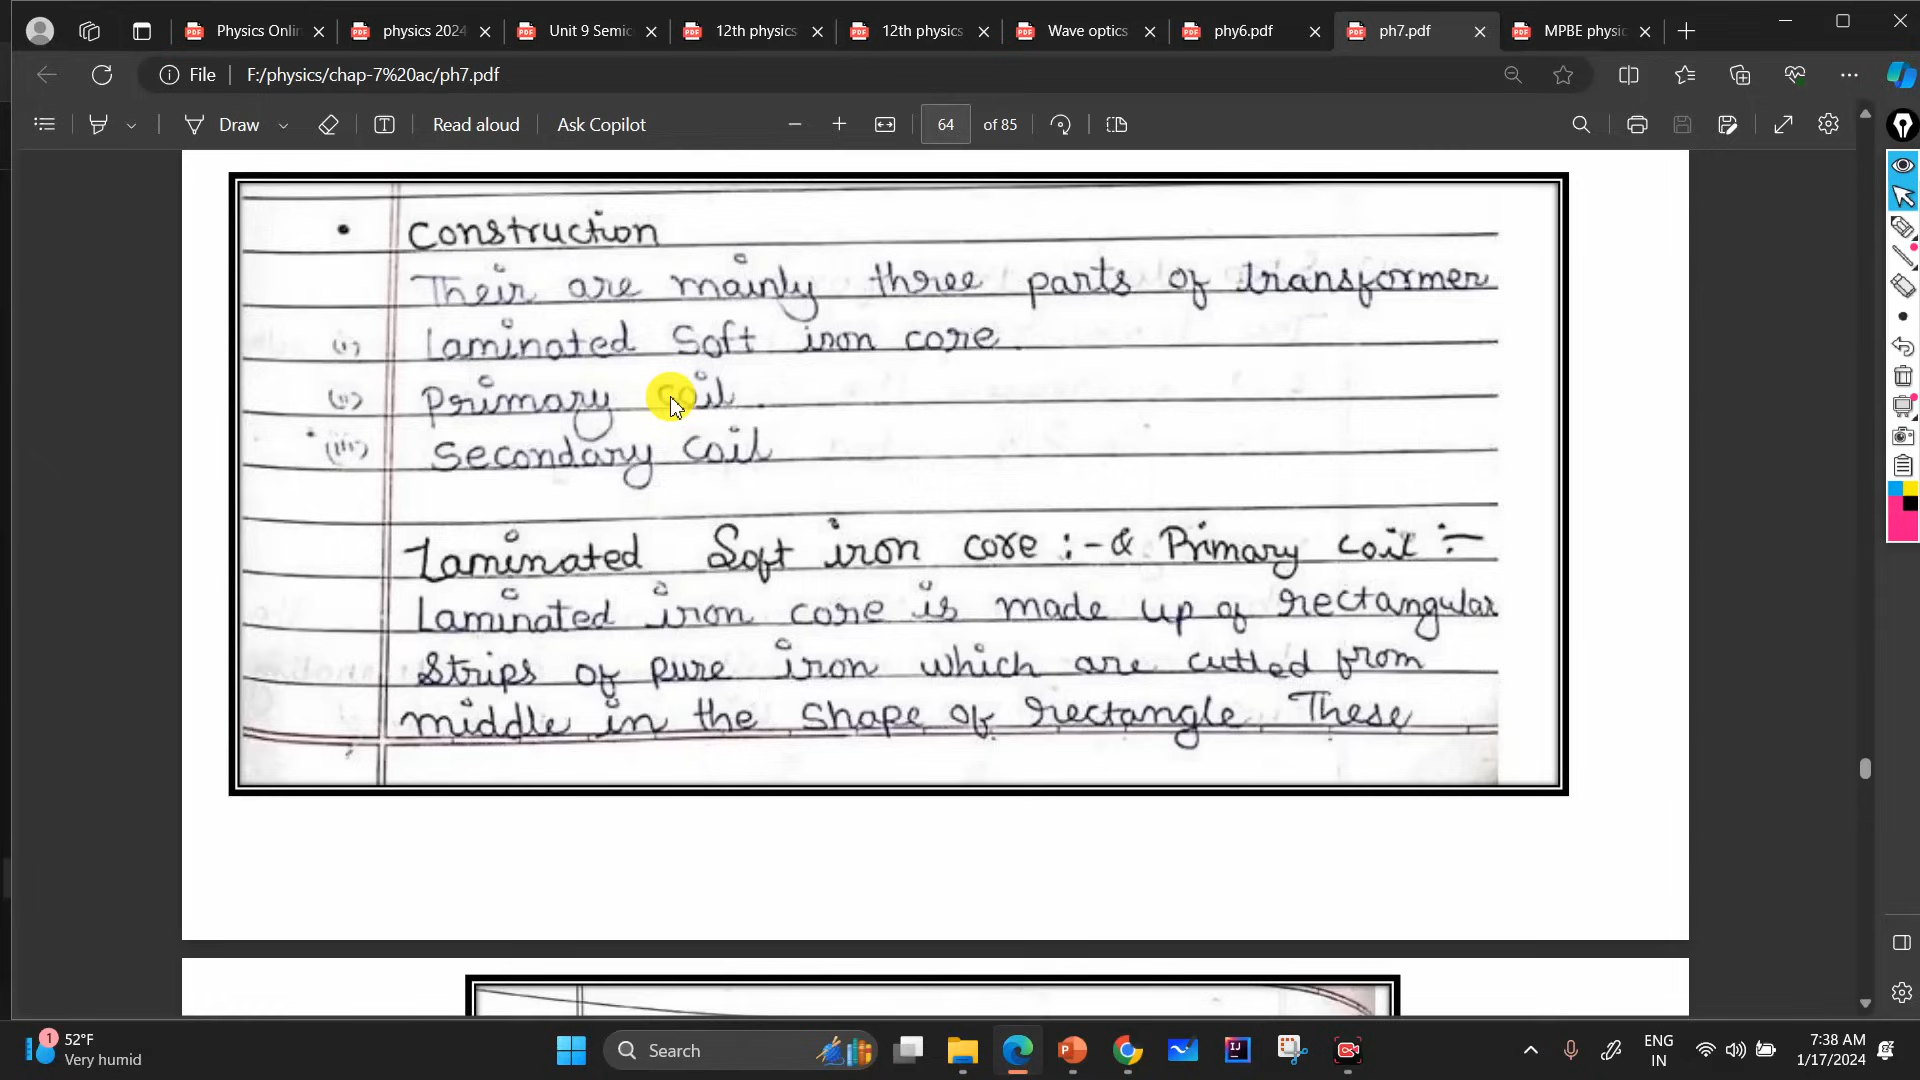 Physics Onlin
physics 2024
Unit 9 Semic
12th physics
12th physics
Wave optics
phy6.pdf
ph7.pdf
MPBE physic
File
F:/physics/chap-7%20ac/ph7.pdf
Draw
Read aloud
Ask Copilot
64 of 85
• Construction
Their are mainly three parts of transformer
(i) Laminated Soft iron core.
(ii) Primary coil.
(iii) Secondary coil
Laminated Soft iron core :- & Primary coil :-
Laminated iron core is made up of rectangular
Strips of pure iron which are cutted from
middle in the shape of rectangle. These
1
52°F
Very humid
Search
ENG
IN
7:38 AM
1/17/2024